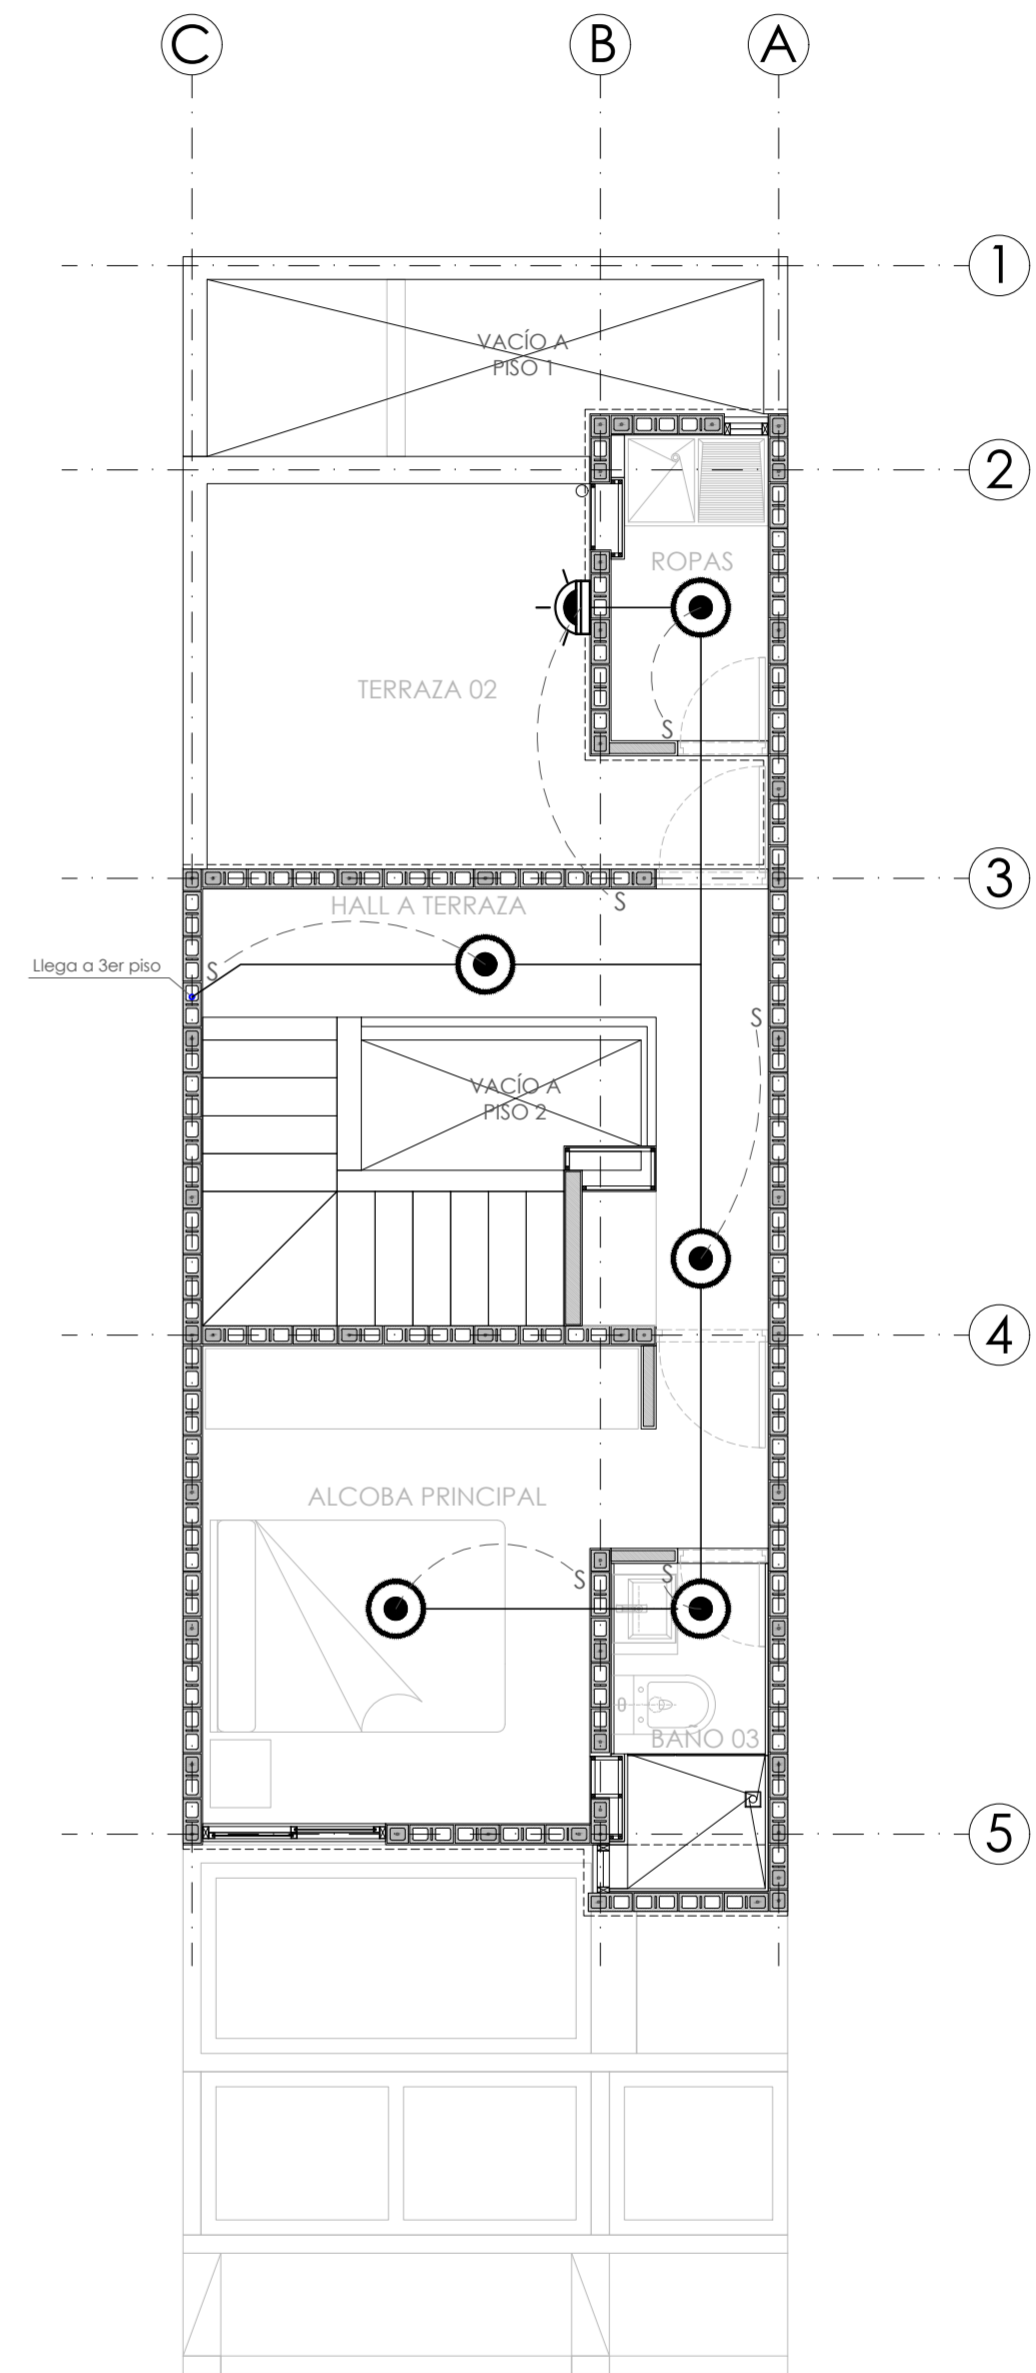 C
B
A
1
VACÍO A
PISO 1
2
ROPAS
TERRAZA 02
S
3
S
HALL A TERRAZA
Llega a 3er piso
S
S
VACÍO A
PISO 2
4
ALCOBA PRINCIPAL
S
S
BAÑO 03
5